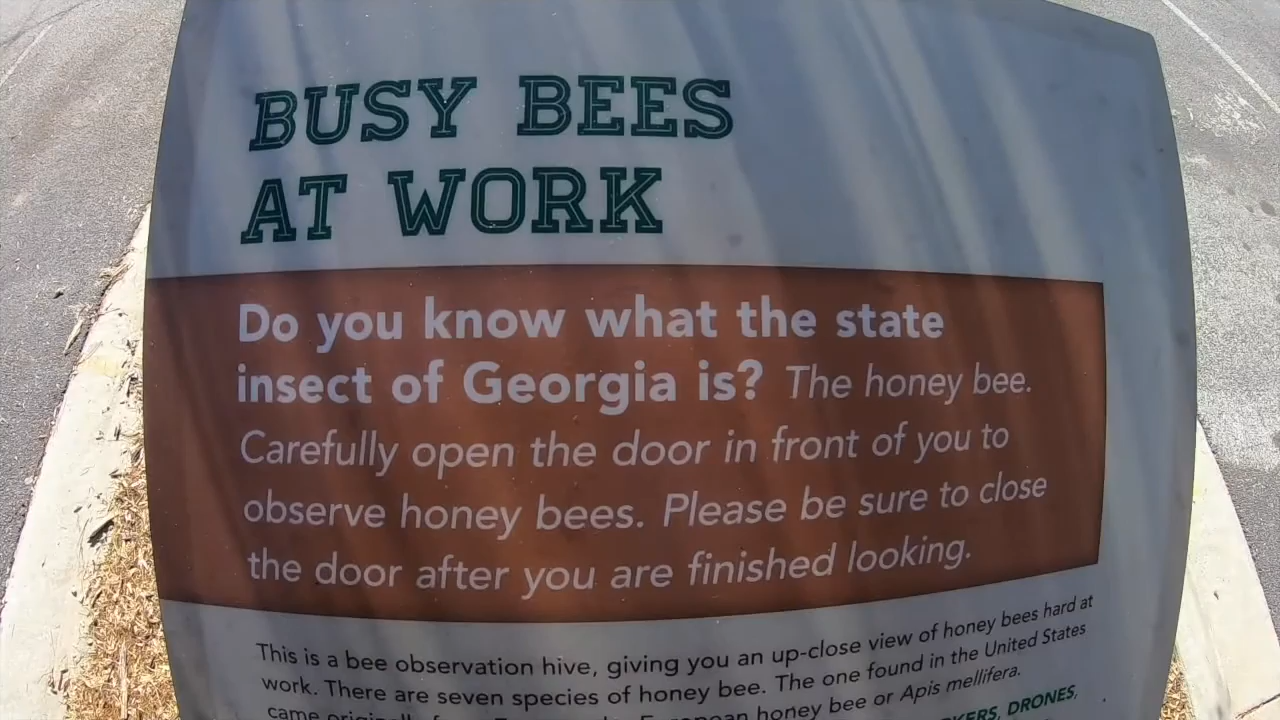 BUSY BEES
AT WORK
Do you know what the state
insect of Georgia is? The honey bee.
Carefully open the door in front of you to
observe honey bees. Please be sure to close
the door after you are finished looking.
This is a bee observation hive, giving you an up-close view of honey bees hard at
work. There are seven species of honey bee. The one found in the United States
came honey bee or Apis mellifera.
DRONES,